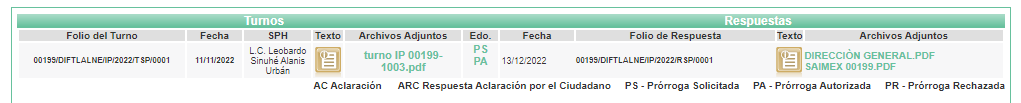 Turnos Respuestas
Folio del Turno Fecha SPH Texto Archivos Adjuntos Edo. Fecha Folio de Respuesta Texto Archivos Adjuntos
00199/DIFTLALNE/IP/2022/TSP/0001 11/11/2022 L.C. Leobardo Sinuhé Alanis Urbán turno IP 00199-1003.pdf PS PA 13/12/2022 00199/DIFTLALNE/IP/2022/RSP/0001 DIRECCIÒN GENERAL.PDF
SAIMEX 00199.PDF
AC Aclaración ARC Respuesta Aclaración por el Ciudadano PS - Prórroga Solicitada PA - Prórroga Autorizada PR - Prórroga Rechazada